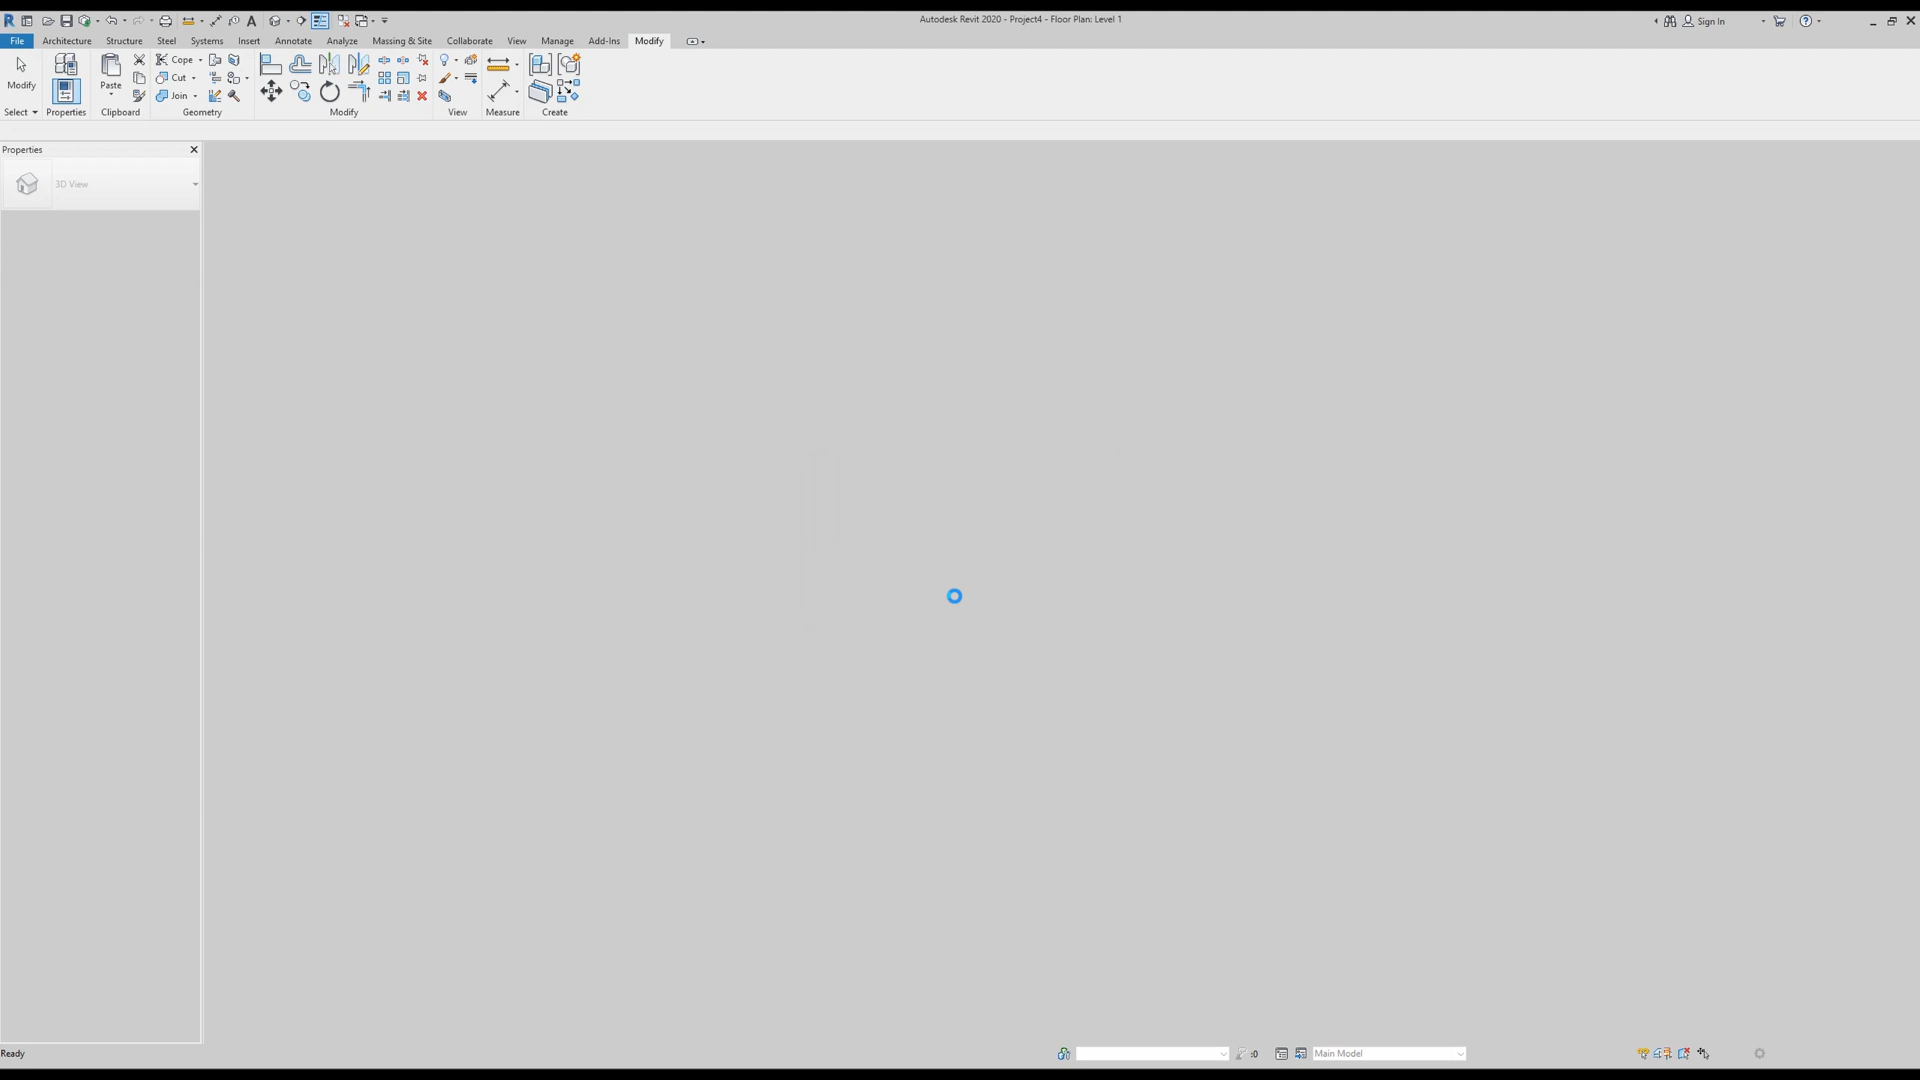 Autodesk Revit 2020 - Project4 - Floor Plan: Level 1
Sign In
File Architecture Structure Steel Systems Insert Annotate Analyze Massing & Site Collaborate View Manage Add-Ins Modify
Cope
Modify
Paste
Cut
Join
Select Properties Clipboard Geometry Modify View Measure Create
Properties
3D View
Ready
:0
Main Model